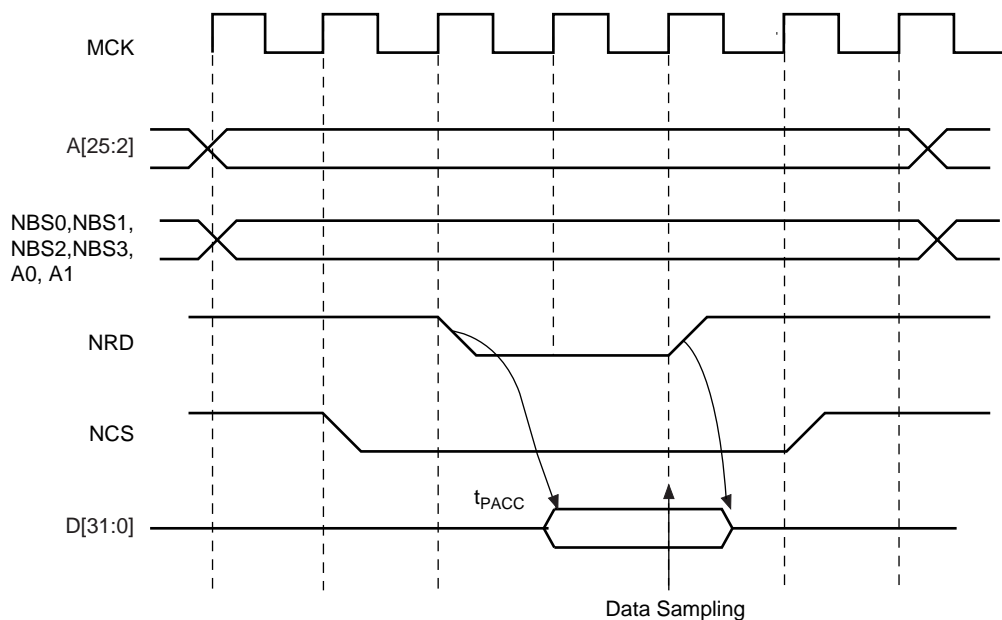 MCK
A[25:2]
NBS0,NBS1,
NBS2,NBS3,
A0, A1
NRD
NCS
tPACC
D[31:0]
Data Sampling